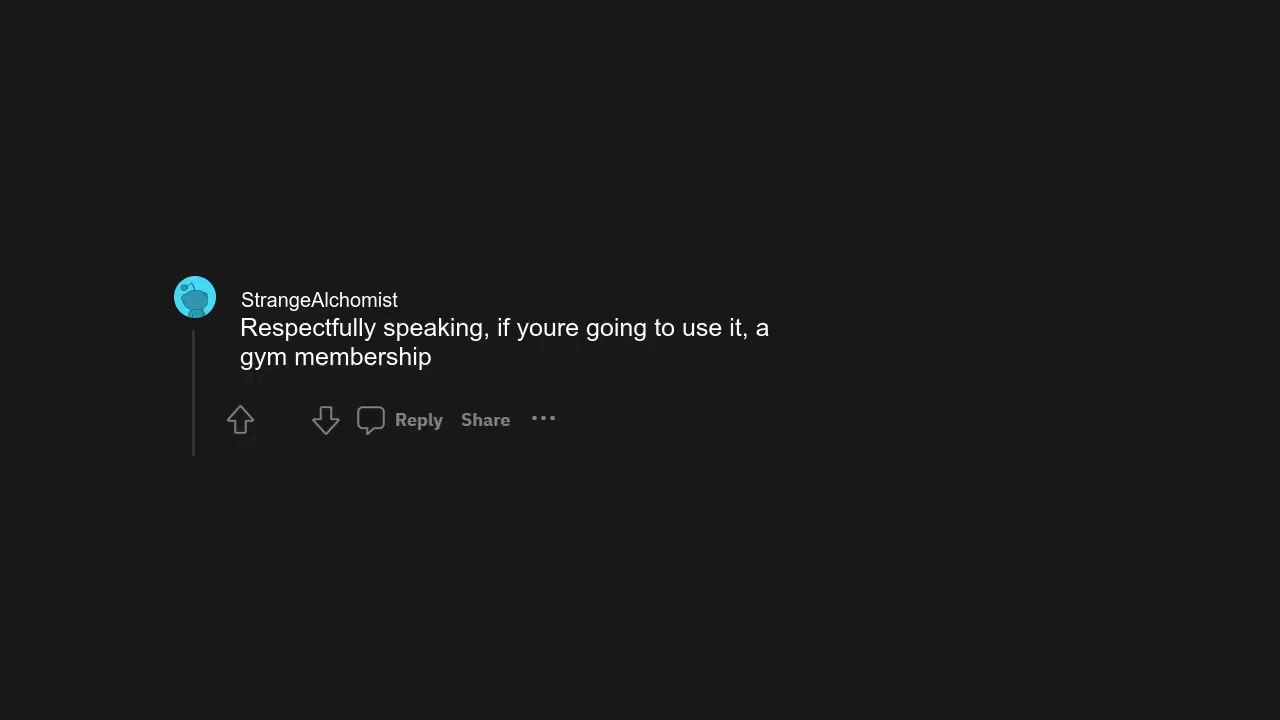 StrangeAlchomist
Respectfully speaking, if youre going to use it, a
gym membership
Reply Share